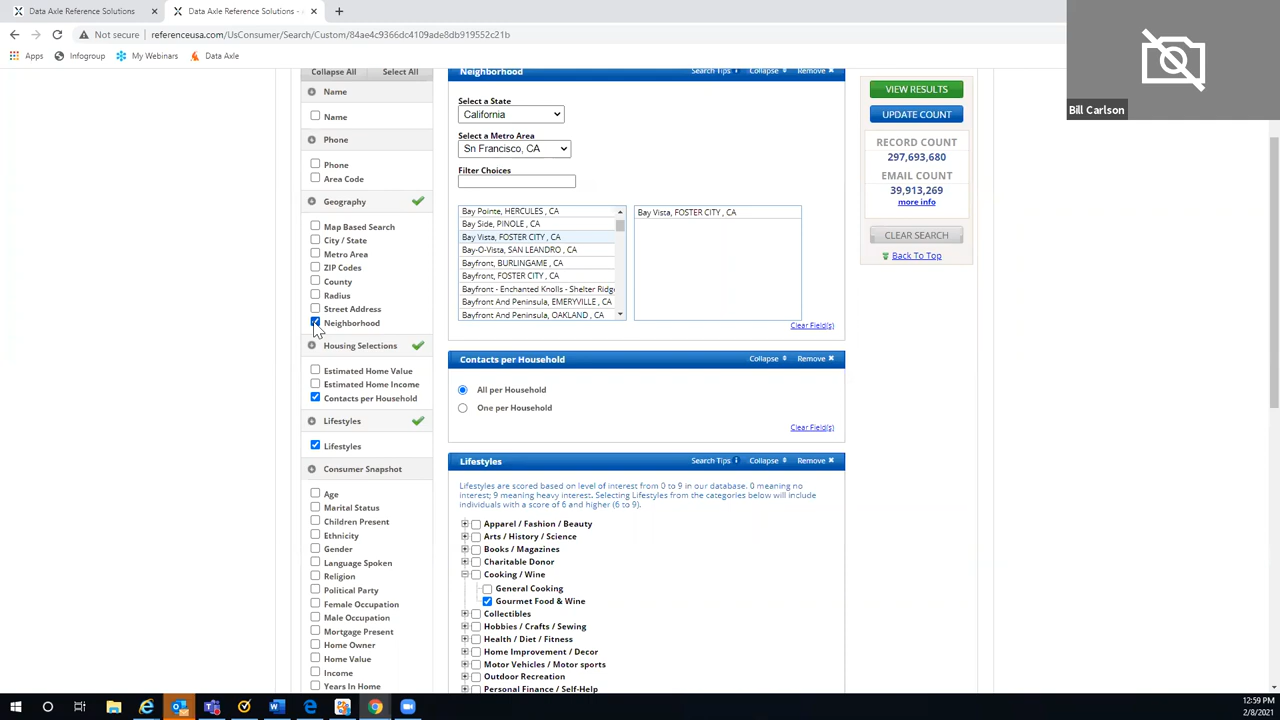 Data Axle Reference Solutions
Data Axle Reference Solutions -
Not secure
referenceusa.com/UsConsumer/Search/Custom/84ae4c9366dc4109ade8db919552c21b
Apps
Infogroup
My Webinars
Data Axle
Bill Carlson
Collapse All
Select All
Name
Name
Phone
Phone
Area Code
Geography
Map Based Search
City / State
Metro Area
ZIP Codes
County
Radius
Street Address
Neighborhood
Housing Selections
Estimated Home Value
Estimated Home Income
Contacts per Household
Lifestyles
Lifestyles
Consumer Snapshot
Age
Marital Status
Children Present
Ethnicity
Gender
Language Spoken
Religion
Political Party
Female Occupation
Male Occupation
Mortgage Present
Home Owner
Home Value
Income
Years In Home
Neighborhood
Search Tips
Collapse
Remove
Select a State
California
Select a Metro Area
Sn Francisco, CA
Filter Choices
Bay Pointe, HERCULES , CA
Bay Side, PINOLE , CA
Bay Vista, FOSTER CITY , CA
Bay-O-Vista, SAN LEANDRO , CA
Bayfront, BURLINGAME , CA
Bayfront, FOSTER CITY , CA
Bayfront - Enchanted Knolls - Shelter Ridg
Bayfront And Peninsula, EMERYVILLE , CA
Bayfront And Peninsula, OAKLAND , CA
Bay Vista, FOSTER CITY , CA
Clear Field(s)
Contacts per Household
Collapse
Remove
All per Household
One per Household
Clear Field(s)
Lifestyles
Search Tips
Collapse
Remove
Lifestyles are scored based on level of interest from 0 to 9 in our database. 0 meaning no
interest; 9 meaning heavy interest. Selecting Lifestyles from the categories below will include
individuals with a score of 6 and higher (6 to 9).
Apparel / Fashion / Beauty
Arts / History / Science
Books / Magazines
Charitable Donor
Cooking / Wine
General Cooking
Gourmet Food & Wine
Collectibles
Hobbies / Crafts / Sewing
Health / Diet / Fitness
Home Improvement / Decor
Motor Vehicles / Motor sports
Outdoor Recreation
Personal Finance / Self-Help
VIEW RESULTS
UPDATE COUNT
RECORD COUNT
297,693,680
EMAIL COUNT
39,913,269
more info
CLEAR SEARCH
Back To Top
12:59 PM
2/8/2021